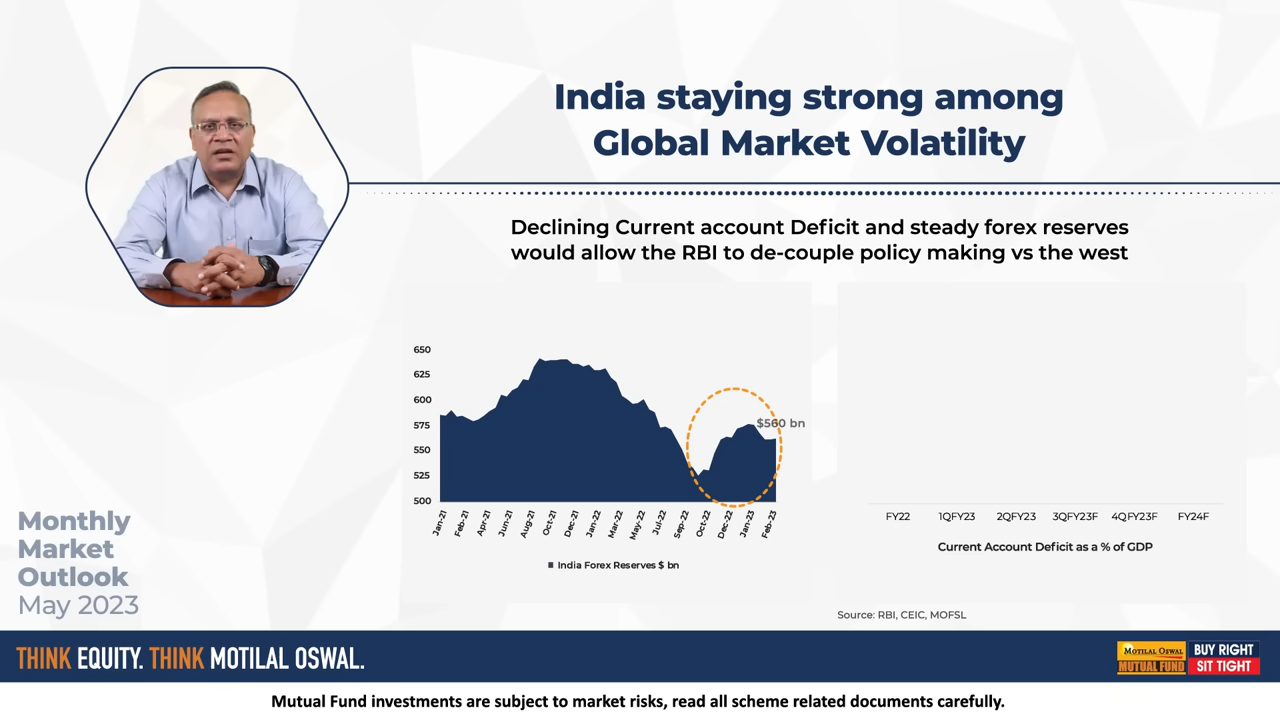 India staying strong among
Global Market Volatility
Declining Current account Deficit and steady forex reserves
would allow the RBI to de-couple policy making vs the west
650
625
600
575
550
525
500
$560 bn
Jan-21
Feb-21
Apr-21
Jun-21
Aug-21
Oct-21
Dec-21
Jan-22
Mar-22
May-22
Jul-22
Sep-22
Oct-22
Dec-22
Jan-23
Feb-23
India Forex Reserves $ bn
FY22 1QFY23 2QFY23 3QFY23F 4QFY23F FY24F
Current Account Deficit as a % of GDP
Source: RBI, CEIC, MOFSL
Monthly
Market
Outlook
May 2023
THINK EQUITY. THINK MOTILAL OSWAL.
MOTILAL OSWAL
MUTUAL FUND
BUY RIGHT
SIT TIGHT
Mutual Fund investments are subject to market risks, read all scheme related documents carefully.